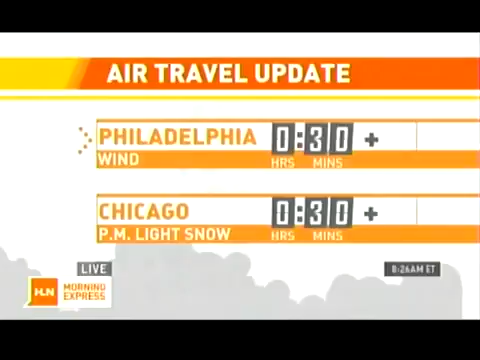 AIR TRAVEL UPDATE
PHILADELPHIA 0:30 +
WIND HRS MINS
CHICAGO 0:30 +
P.M. LIGHT SNOW HRS MINS
LIVE
8:26AM ET
HLN MORNING
EXPRESS